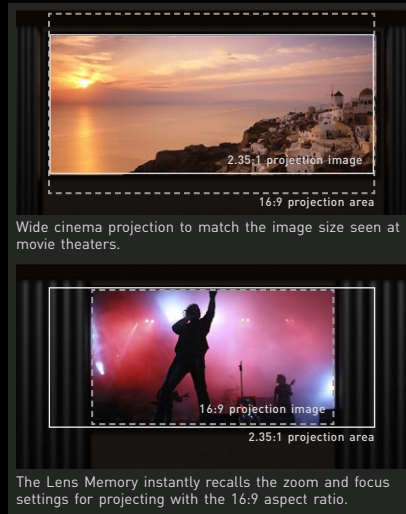 2.35:1 projection image
16:9 projection area
Wide cinema projection to match the image size seen at
movie theaters.
16:9 projection image
2.35:1 projection area
The Lens Memory instantly recalls the zoom and focus
settings for projecting with the 16:9 aspect ratio.